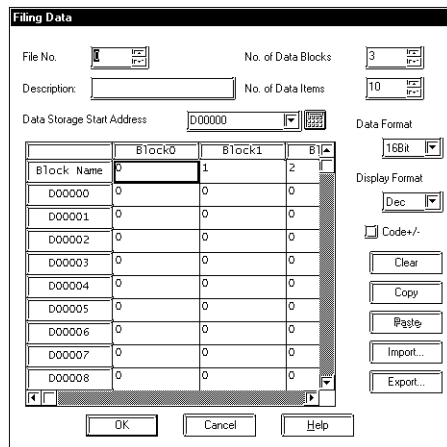 Filing Data
File No. 0 No. of Data Blocks 3
Description: No. of Data Items 10
Data Storage Start Address D00000
Data Format
16Bit
Display Format
Dec
Code+/-
Block0 Block1 Bl
Block Name 0 1 2
D00000 0 0 0
D00001 0 0 0
D00002 0 0 0
D00003 0 0 0
D00004 0 0 0
D00005 0 0 0
D00006 0 0 0
D00007 0 0 0
D00008 0 0 0
Clear
Copy
Paste
Import...
Export...
OK Cancel Help